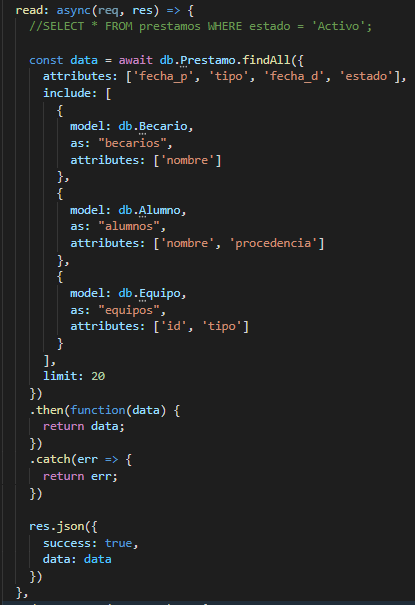 read: async(req, res) => {
//SELECT * FROM prestamos WHERE estado = 'Activo';
const data = await db.Prestamo.findAll({
attributes: ['fecha_p', 'tipo', 'fecha_d', 'estado'],
include: [
{
model: db.Becario,
as: "becarios",
attributes: ['nombre']
},
{
model: db.Alumno,
as: "alumnos",
attributes: ['nombre', 'procedencia']
},
{
model: db.Equipo,
as: "equipos",
attributes: ['id', 'tipo']
}
],
limit: 20
})
.then(function(data) {
return data;
})
.catch(err => {
return err;
})
res.json({
success: true,
data: data
})
},